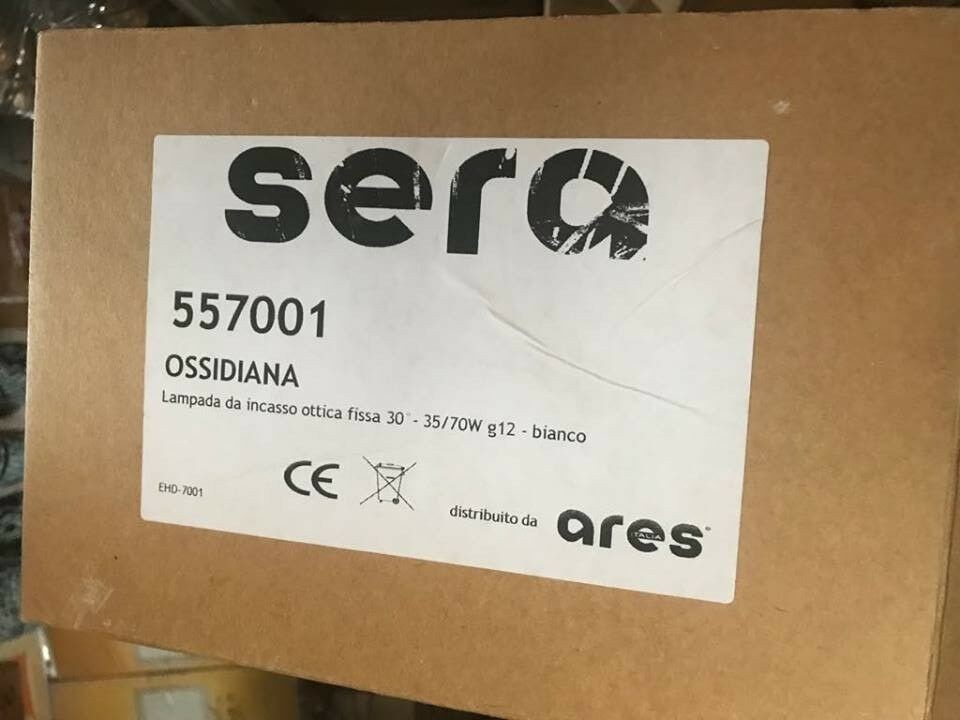 sera
557001
OSSIDIANA
Lampada da incasso ottica fissa 30° - 35/70W g12 - bianco
CE
EHD-7001
distribuito da ares
ITALIA